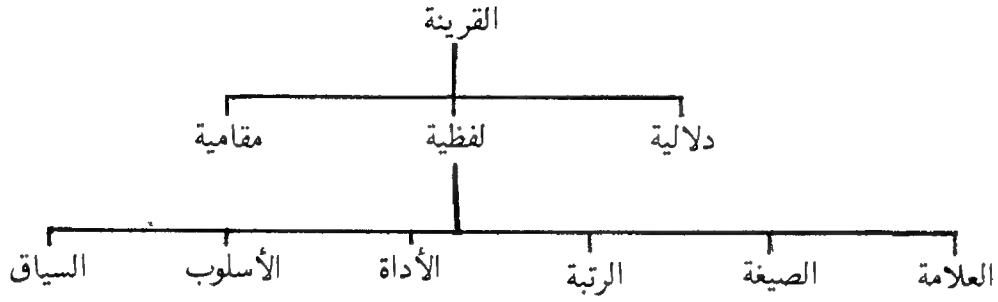 القرينة
دلالية لفظية مقامية
العلامة الصيغة الرتبة الأداة الأسلوب السياق